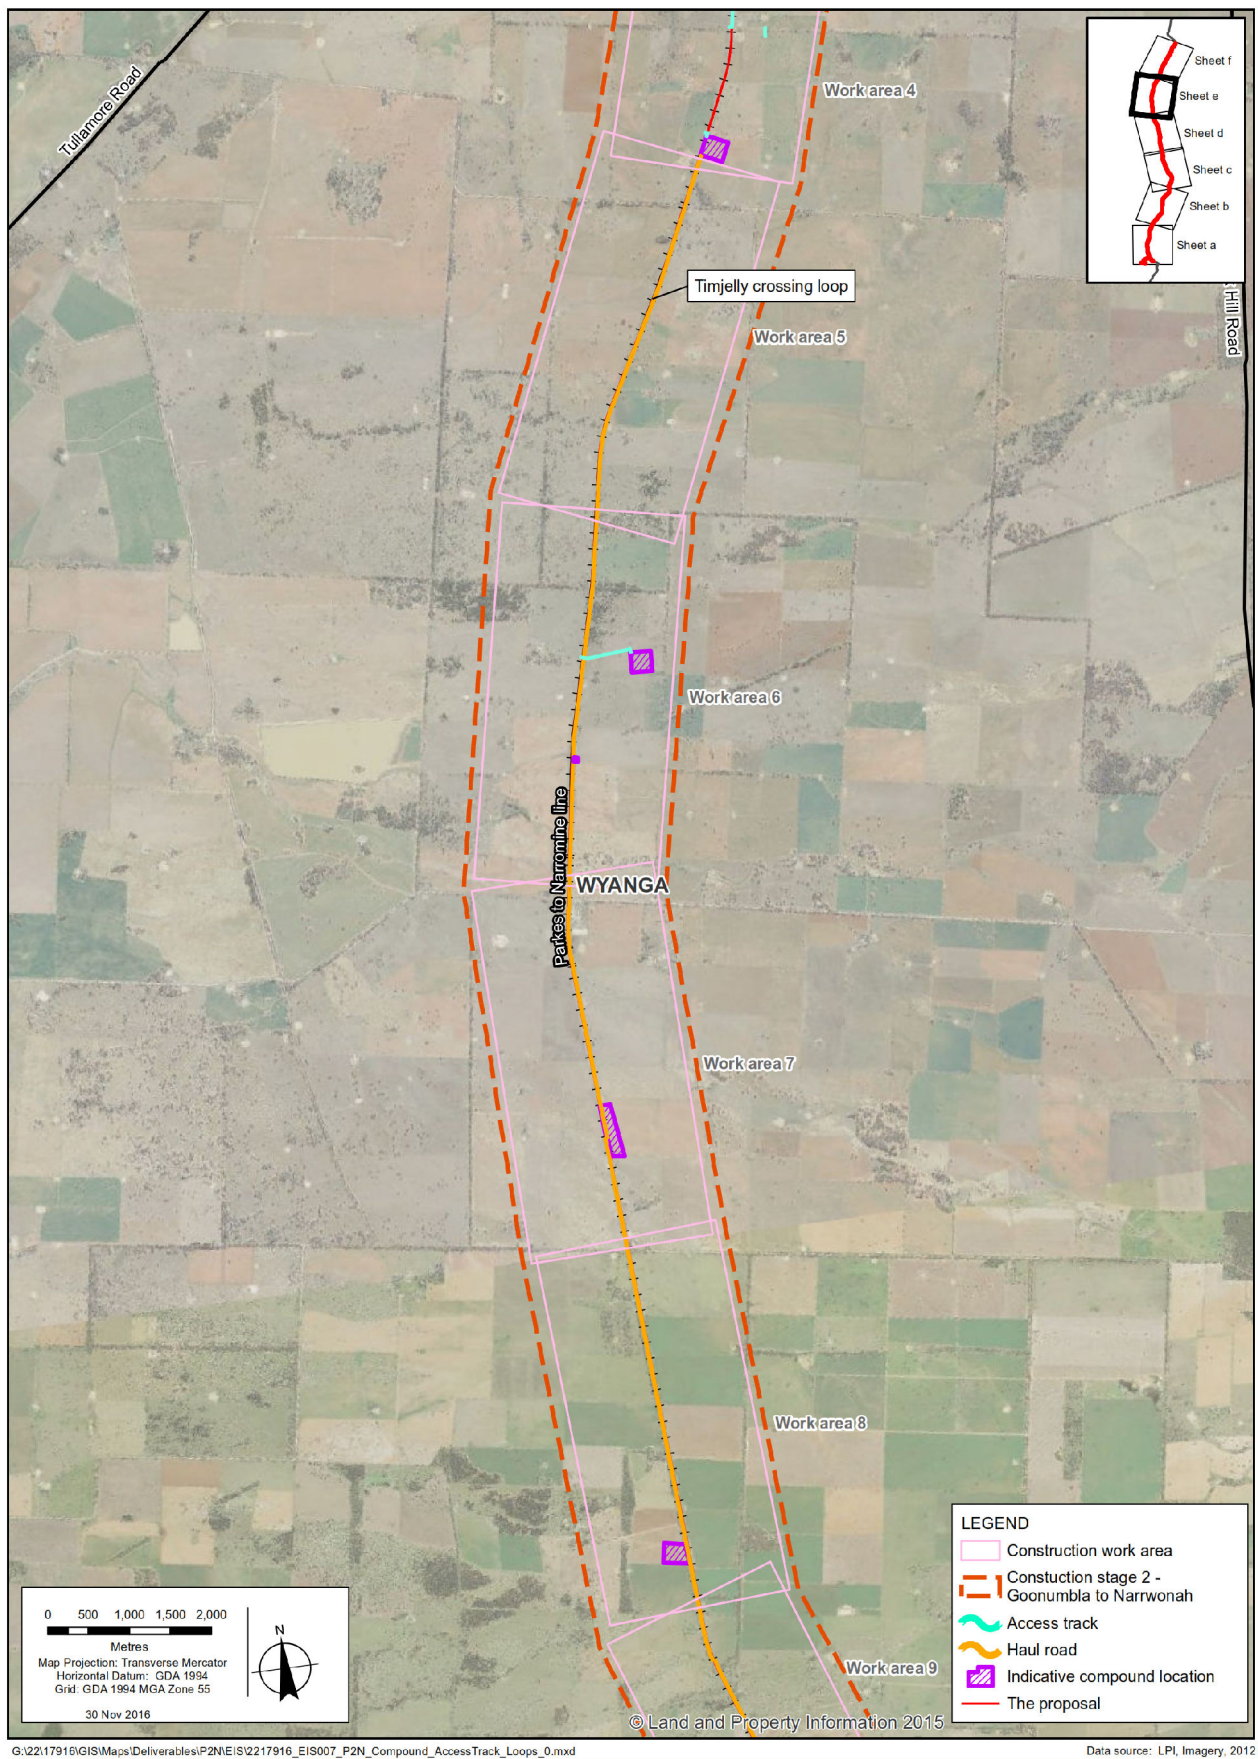 Tullamore Road
Work area 4
Sheet f
Sheet e
Sheet d
Sheet c
Sheet b
Sheet a
Hill Road
Timjelly crossing loop
Work area 5
Work area 6
Parkes to Narromine line
WYANGA
Work area 7
Work area 8
Work area 9
LEGEND
Construction work area
Constuction stage 2 -
Goonumbla to Narrwonah
Access track
Haul road
Indicative compound location
The proposal
0 500 1,000 1,500 2,000
Metres
Map Projection: Transverse Mercator
Horizontal Datum: GDA 1994
Grid: GDA 1994 MGA Zone 55
30 Nov 2016
N
© Land and Property Information 2015
G:\22\17916\GIS\Maps\Deliverables\P2N\EIS\2217916_EIS007_P2N_Compound_AccessTrack_Loops_0.mxd
Data source: LPI, Imagery, 2012